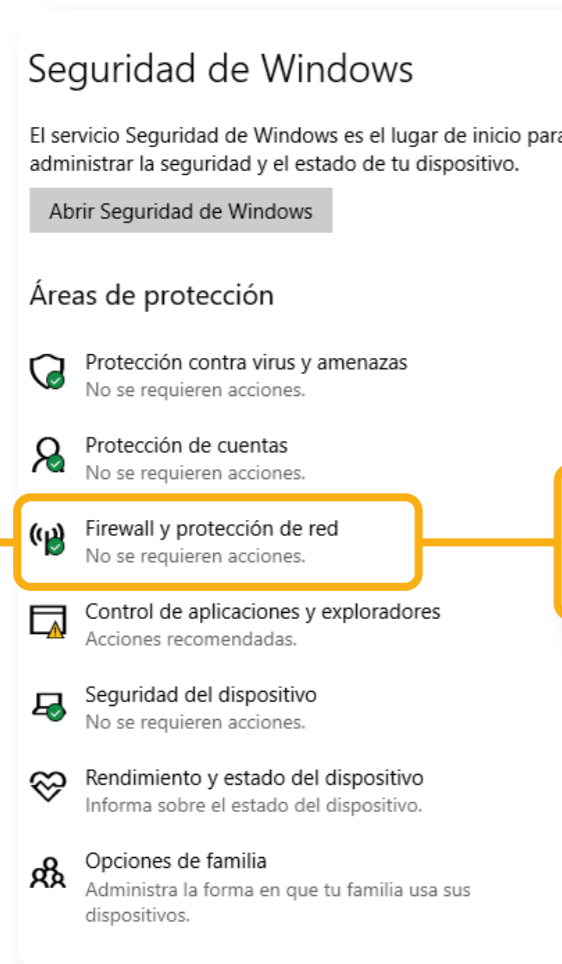 Seguridad de Windows
El servicio Seguridad de Windows es el lugar de inicio para
administrar la seguridad y el estado de tu dispositivo.
Abrir Seguridad de Windows
Áreas de protección
Protección contra virus y amenazas
No se requieren acciones.
Protección de cuentas
No se requieren acciones.
Firewall y protección de red
No se requieren acciones.
Control de aplicaciones y exploradores
Acciones recomendadas.
Seguridad del dispositivo
No se requieren acciones.
Rendimiento y estado del dispositivo
Informa sobre el estado del dispositivo.
Opciones de familia
Administra la forma en que tu familia usa sus
dispositivos.